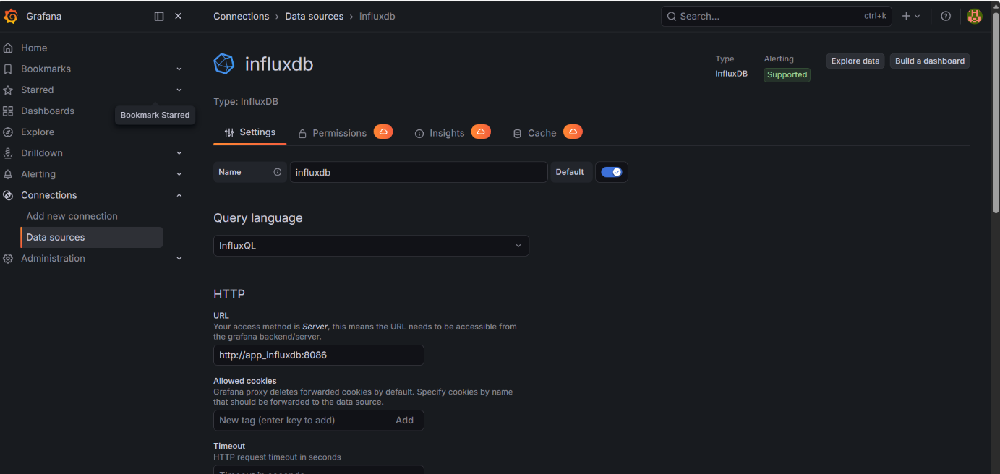 Grafana
Connections › Data sources › influxdb
Search...
ctrl+k
Home
Bookmarks
Starred
Dashboards
Bookmark Starred
Explore
Drilldown
Alerting
Connections
Add new connection
Data sources
Administration
influxdb
Type
InfluxDB
Alerting
Supported
Explore data
Build a dashboard
Type: InfluxDB
Settings
Permissions
Insights
Cache
Name
influxdb
Default
Query language
InfluxQL
HTTP
URL
Your access method is Server, this means the URL needs to be accessible from
the grafana backend/server.
http://app_influxdb:8086
Allowed cookies
Grafana proxy deletes forwarded cookies by default. Specify cookies by name
that should be forwarded to the data source.
New tag (enter key to add)
Add
Timeout
HTTP request timeout in seconds
Timeout in seconds